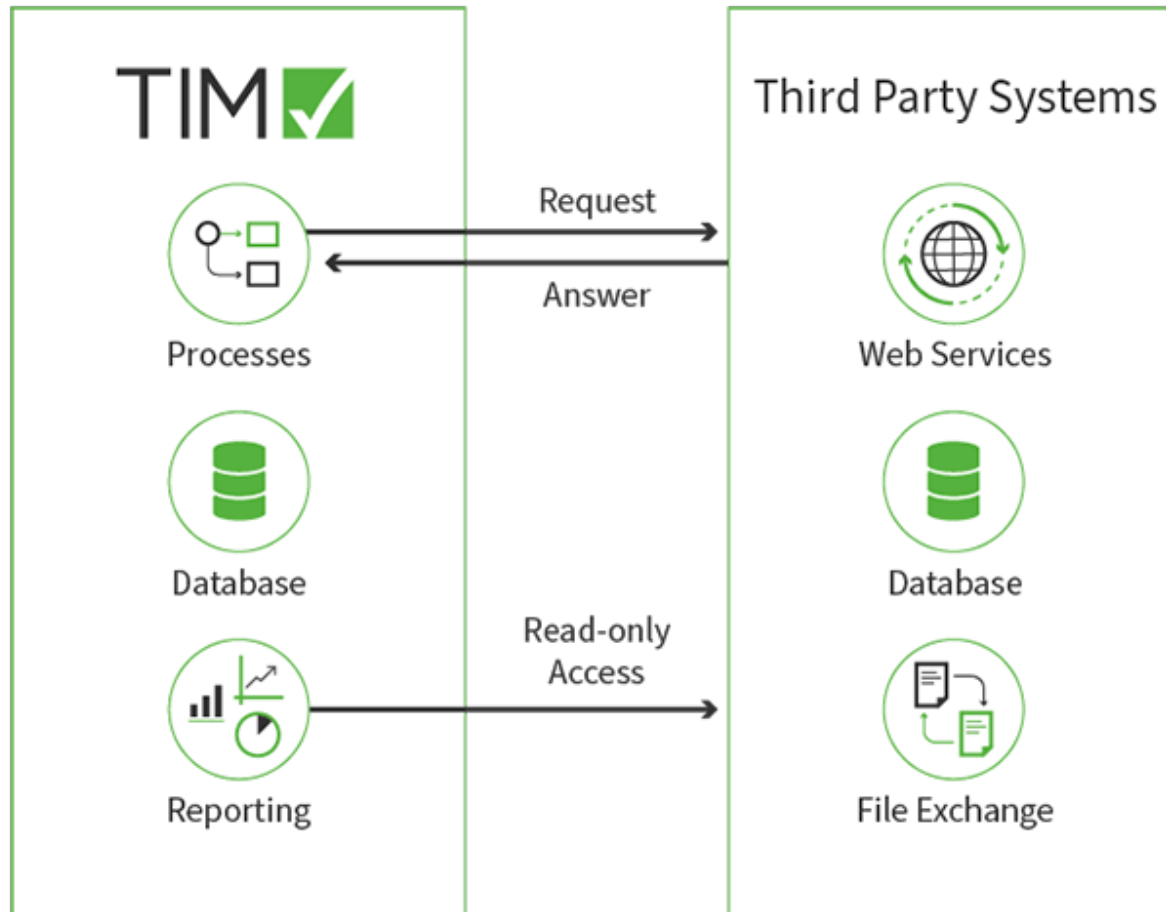 TIM
Third Party Systems
Request
Answer
Processes
Web Services
Database
Database
Read-only
Access
Reporting
File Exchange